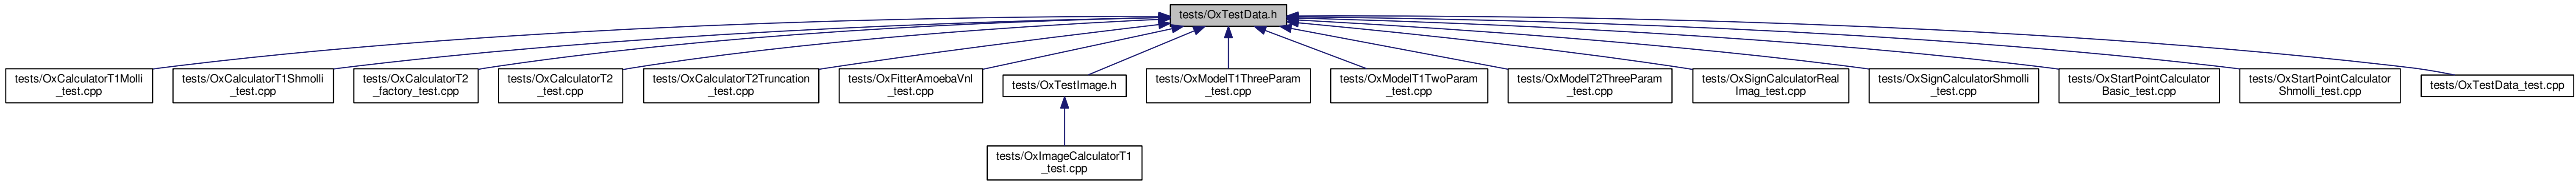 tests/OxTestData.h
tests/OxCalculatorT1Molli
_test.cpp
tests/OxCalculatorT1Shmolli
_test.cpp
tests/OxCalculatorT2
_factory_test.cpp
tests/OxCalculatorT2
_test.cpp
tests/OxCalculatorT2Truncation
_test.cpp
tests/OxFitterAmoebaVnl
_test.cpp
tests/OxTestImage.h
tests/OxModelT1ThreeParam
_test.cpp
tests/OxModelT1TwoParam
_test.cpp
tests/OxModelT2ThreeParam
_test.cpp
tests/OxSignCalculatorReal
Imag_test.cpp
tests/OxSignCalculatorShmolli
_test.cpp
tests/OxStartPointCalculator
Basic_test.cpp
tests/OxStartPointCalculator
Shmolli_test.cpp
tests/OxTestData_test.cpp
tests/OxImageCalculatorT1
_test.cpp